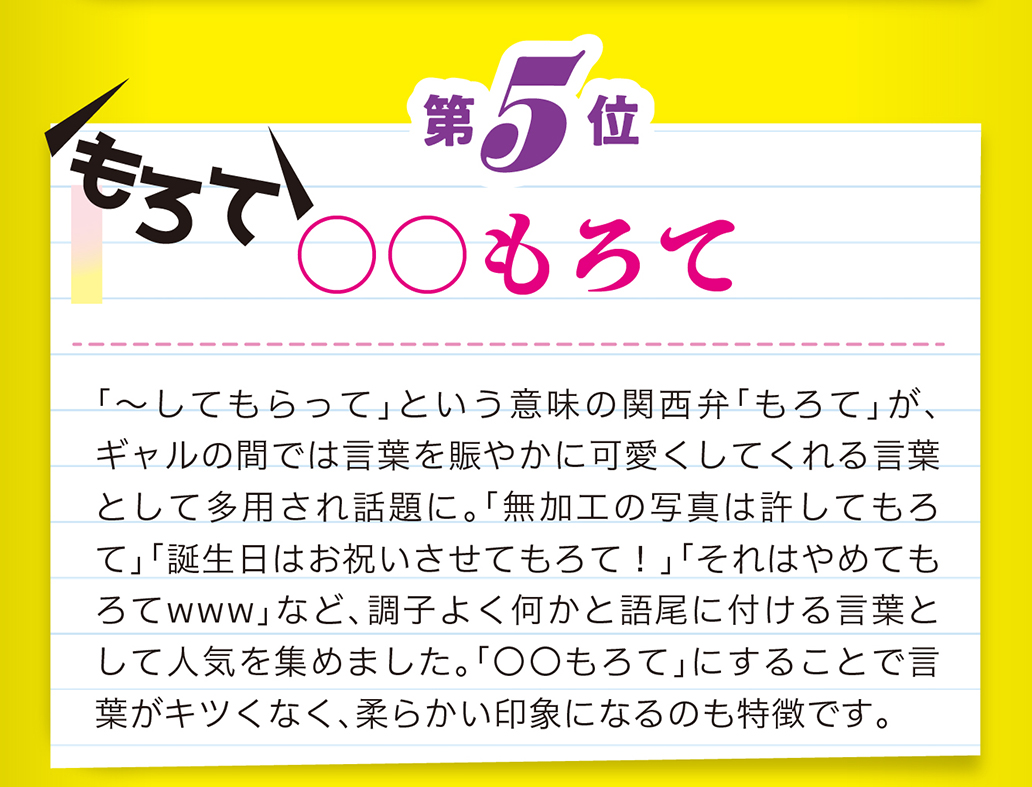 第5位
もろて
○○もろて
「～してもらって」という意味の関西弁「もろて」が、
ギャルの間では言葉を賑やかに可愛くしてくれる言葉
として多用され話題に。「無加工の写真は許してもろ
て」「誕生日はお祝いさせてもろて！」「それはやめても
ろてwww」など、調子よく何かと語尾に付ける言葉と
して人気を集めました。「〇〇もろて」にすることで言
葉がキツくなく、柔らかい印象になるのも特徴です。